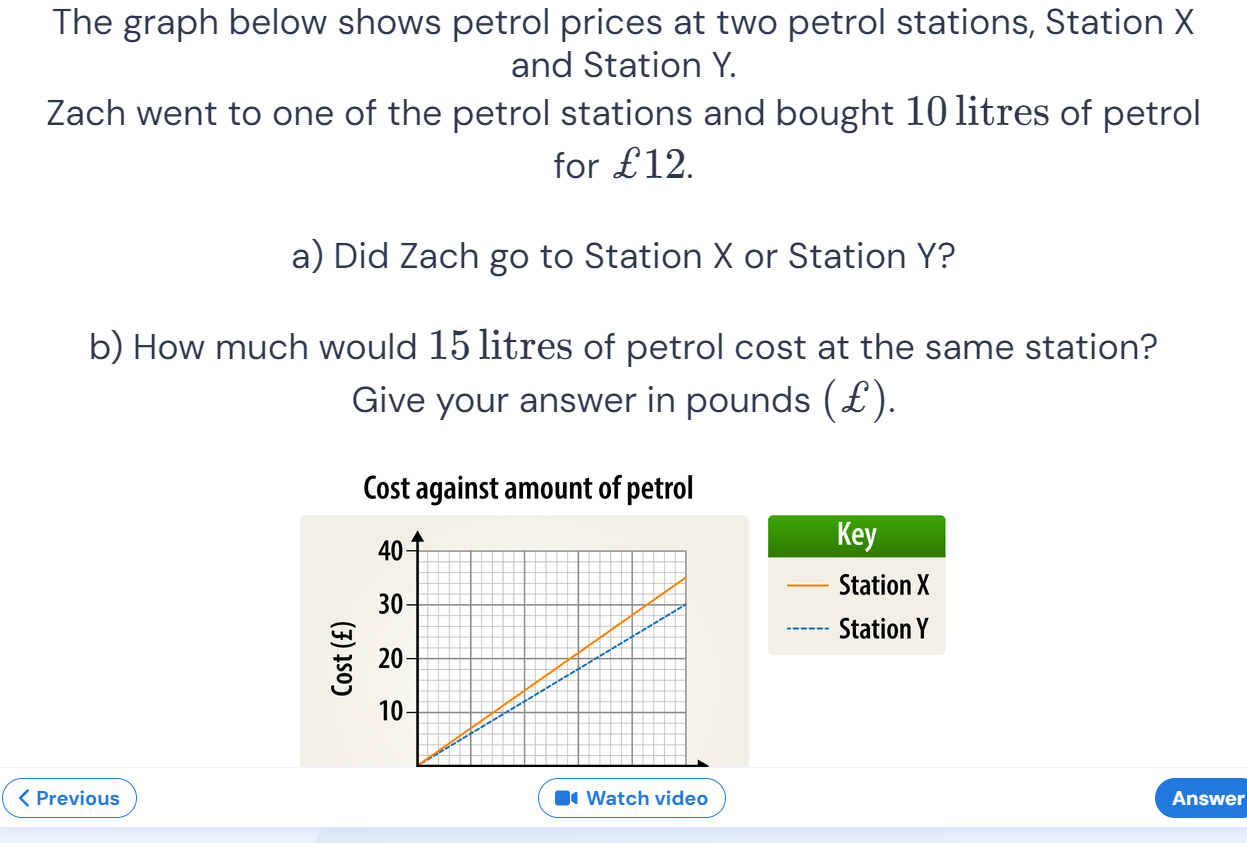 The graph below shows petrol prices at two petrol stations, Station X
and Station Y.
Zach went to one of the petrol stations and bought 10 litres of petrol
for £12.
a) Did Zach go to Station X or Station Y?
b) How much would 15 litres of petrol cost at the same station?
Give your answer in pounds (£).
Cost against amount of petrol
40
30
20
10
Cost (£)
Key
Station X
Station Y
Previous
Watch video
Answer